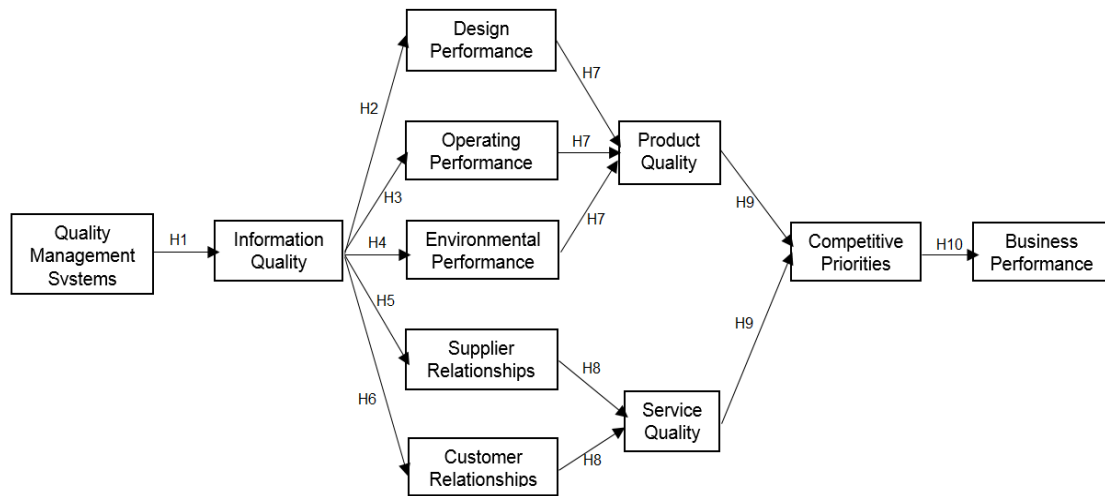 Design
Performance
H7
H2
Operating
Performance
H7
Product
Quality
H3
H7
H9
Quality
Management
Systems
H1
Information
Quality
H4
Environmental
Performance
Competitive
Priorities
H10
Business
Performance
H5
Supplier
Relationships
H8
H9
H6
Service
Quality
Customer
Relationships
H8